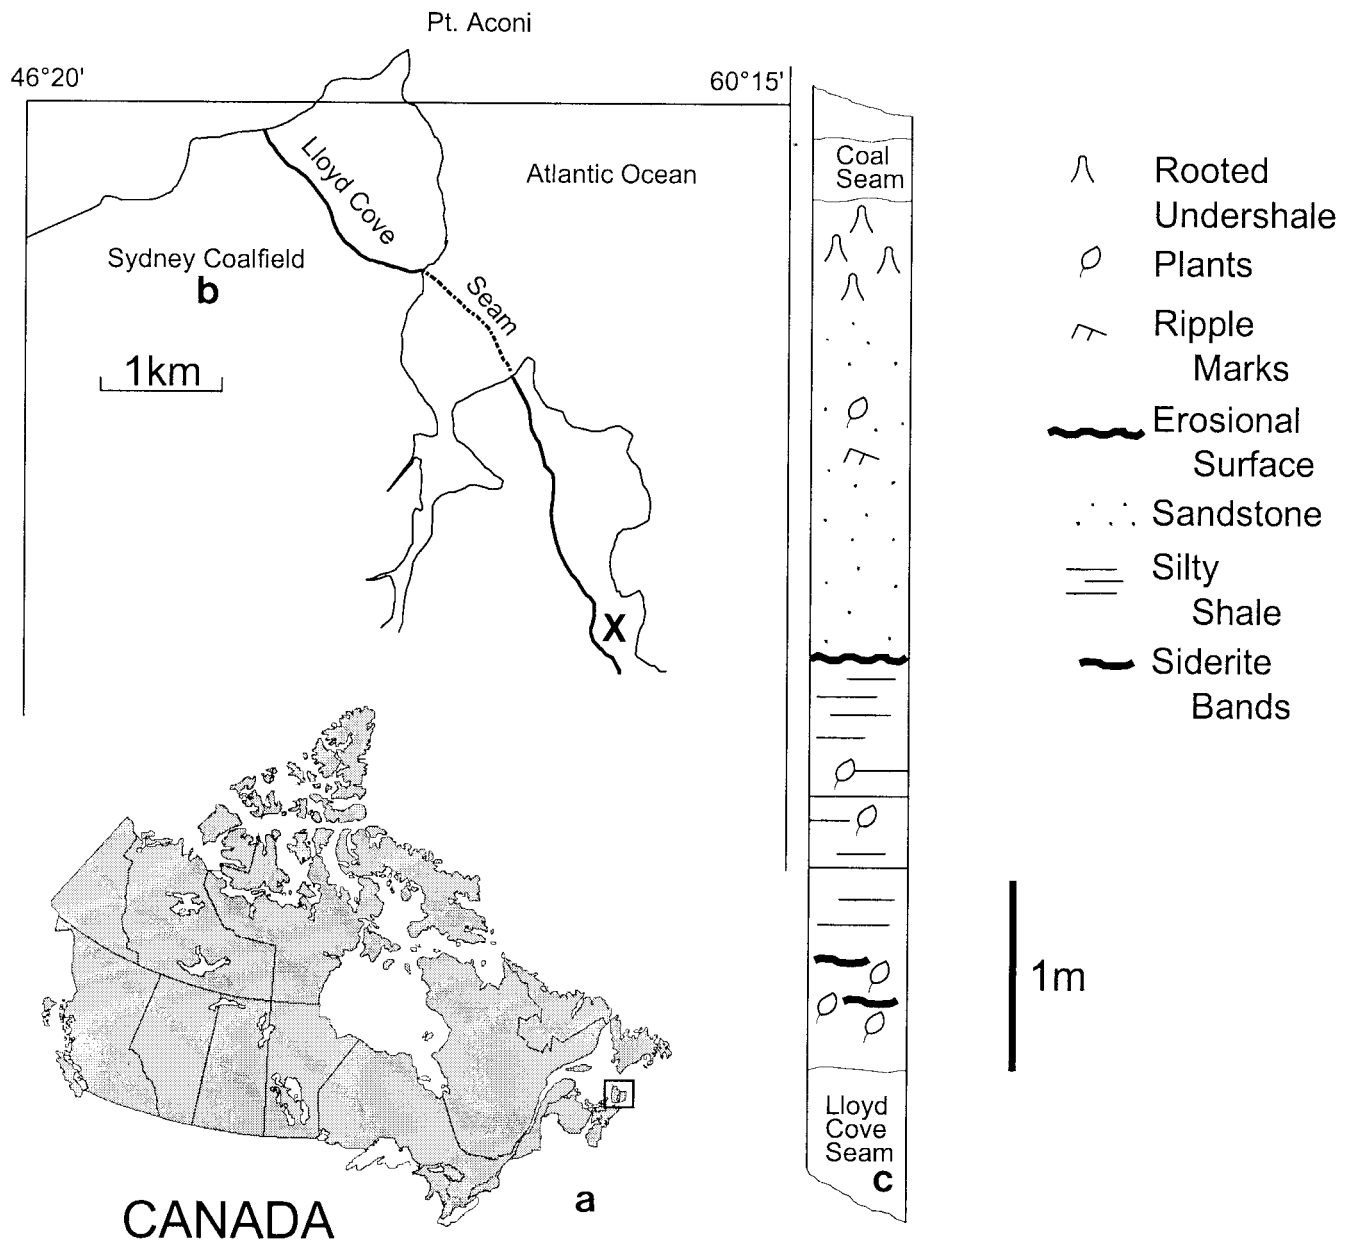 Pt. Aconi
46°20'
60°15'
Lloyd Cove
Seam
Atlantic Ocean
Sydney Coalfield
b
1km
X
CANADA
a
Coal
Seam
Lloyd
Cove
Seam
c
1m
Rooted
Undershale
Plants
Ripple
Marks
Erosional
Surface
Sandstone
Silty
Shale
Siderite
Bands